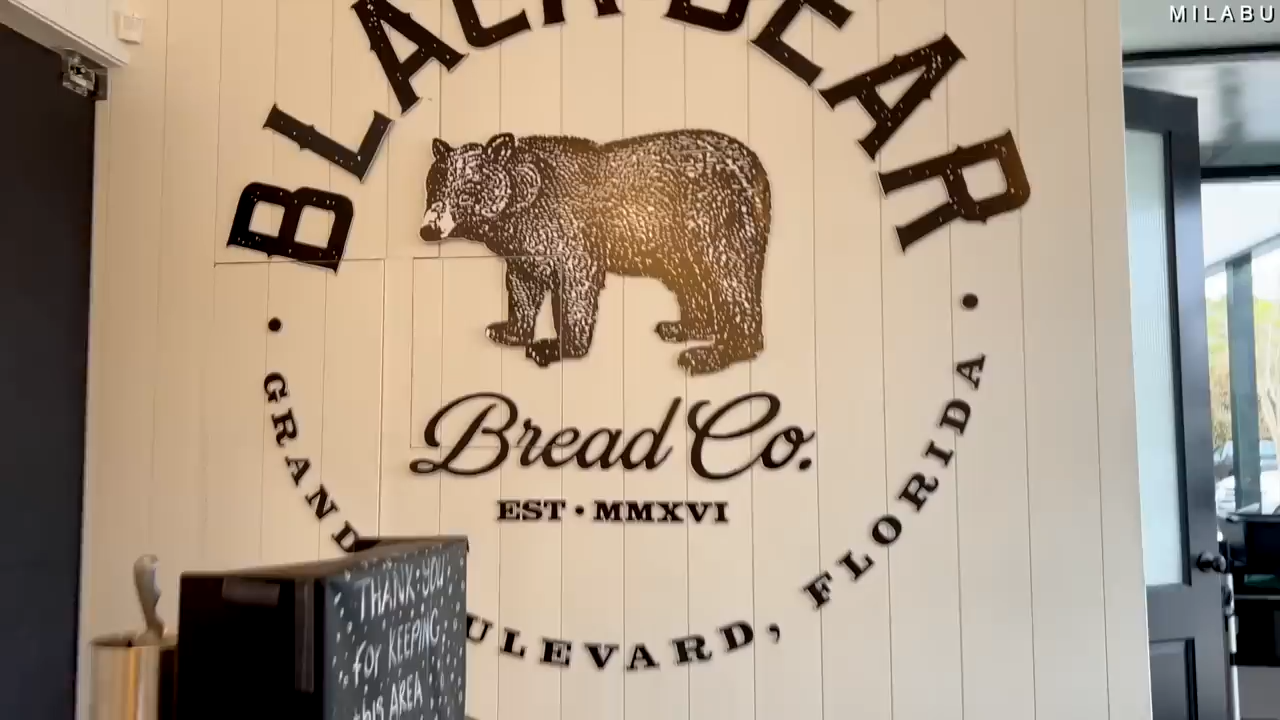 MILABU
BLACK BEAR
Bread Co.
EST • MMXVI
• GRAND ULEVARD, FLORIDA •
THANK YOU
for KEEPING
this AREA